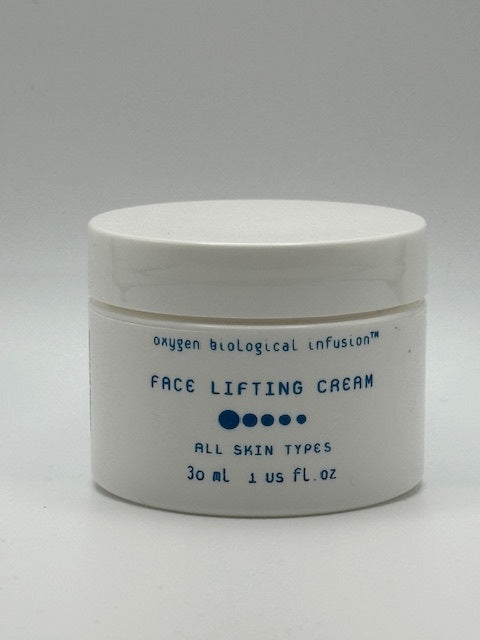 oxygen biological infusion™
FACE LIFTING CREAM
ALL SKIN TYPES
30 ml 1 US fl.oz